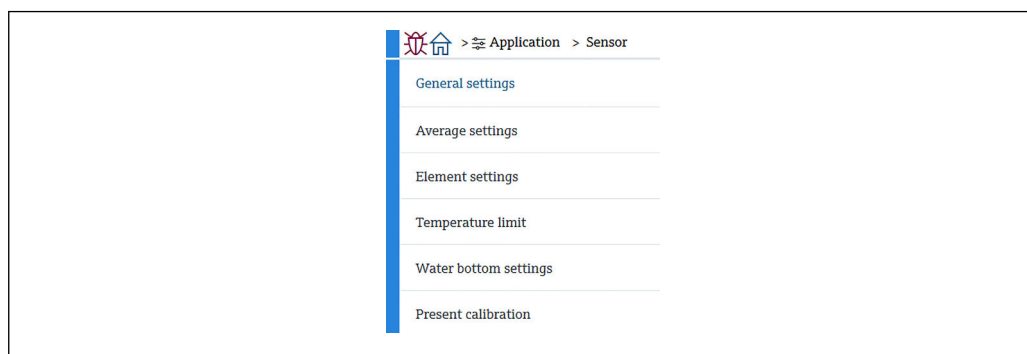 > Application > Sensor
General settings
Average settings
Element settings
Temperature limit
Water bottom settings
Present calibration